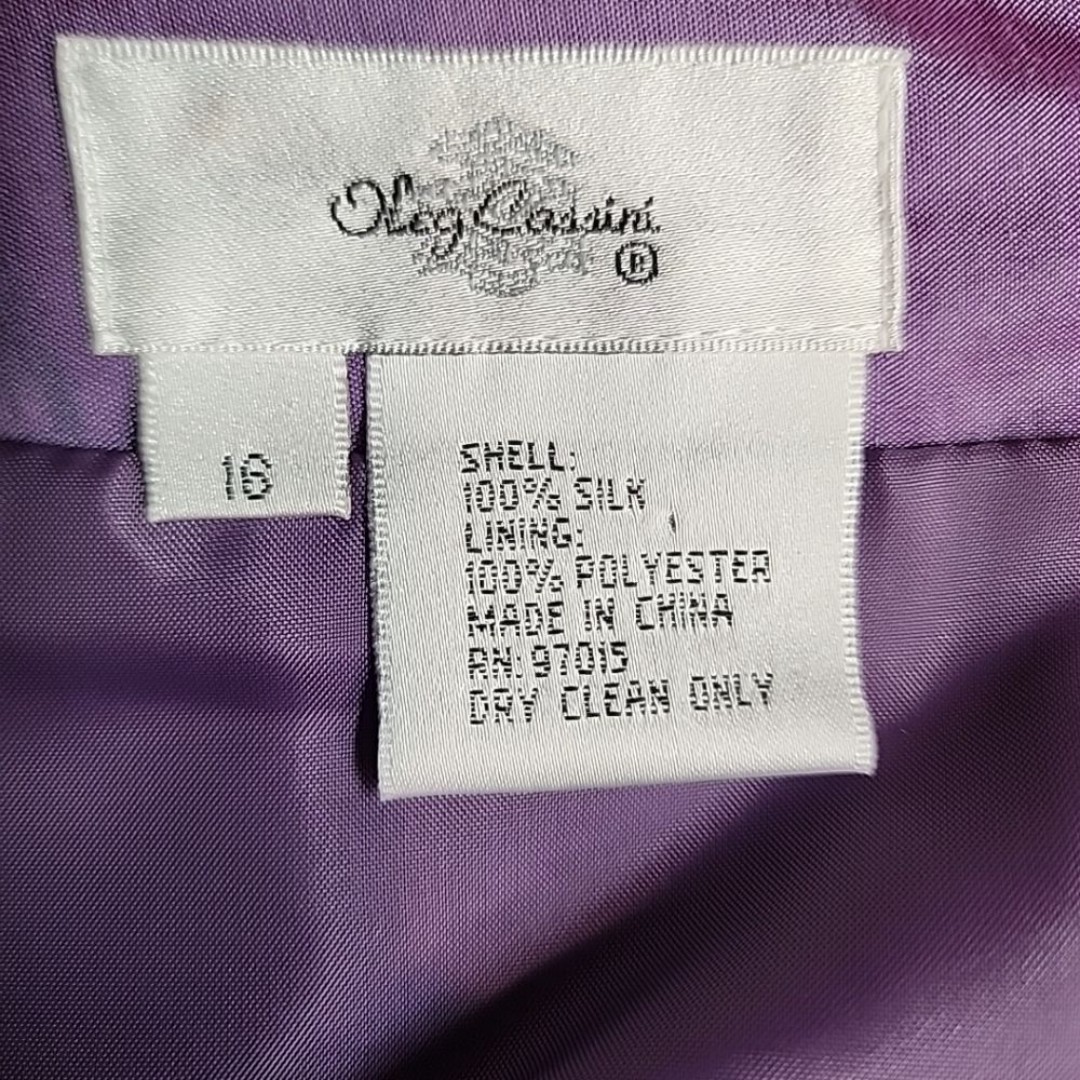 Oleg Cassini
®
16
SHELL:
100% SILK
LINING:
100% POLYESTER
MADE IN CHINA
RN: 97015
DRY CLEAN ONLY